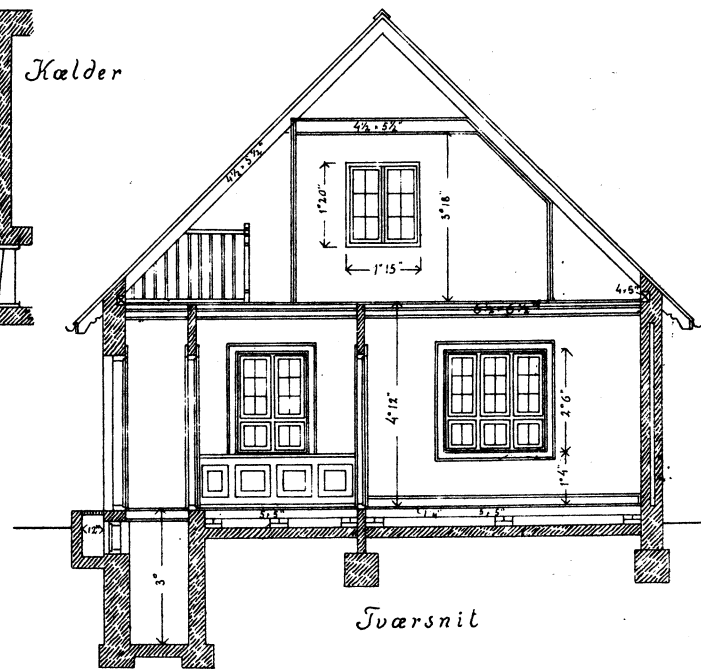 Kælder
4½ × 5½"
4½ × 5½"
1° 20"
3° 18"
1° 15"
4×5"
6½ × 6½"
4° 12"
2° 6"
1° 4"
5×5"
5×5"
12"
3°
Tværsnit